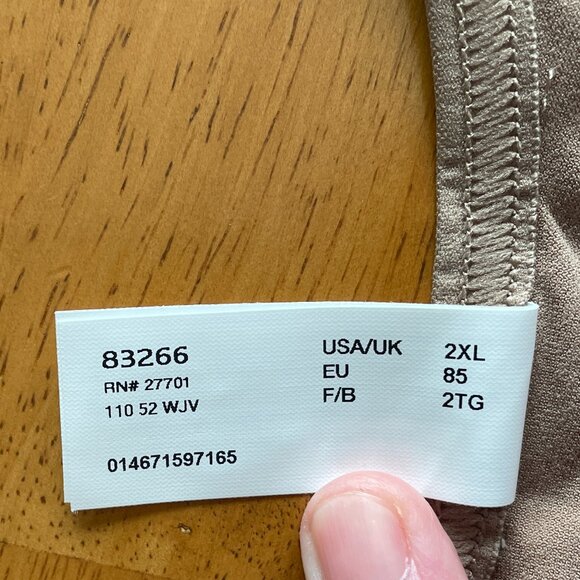 83266
RN# 27701
110 52 WJV
014671597165
USA/UK 2XL
EU 85
F/B 2TG